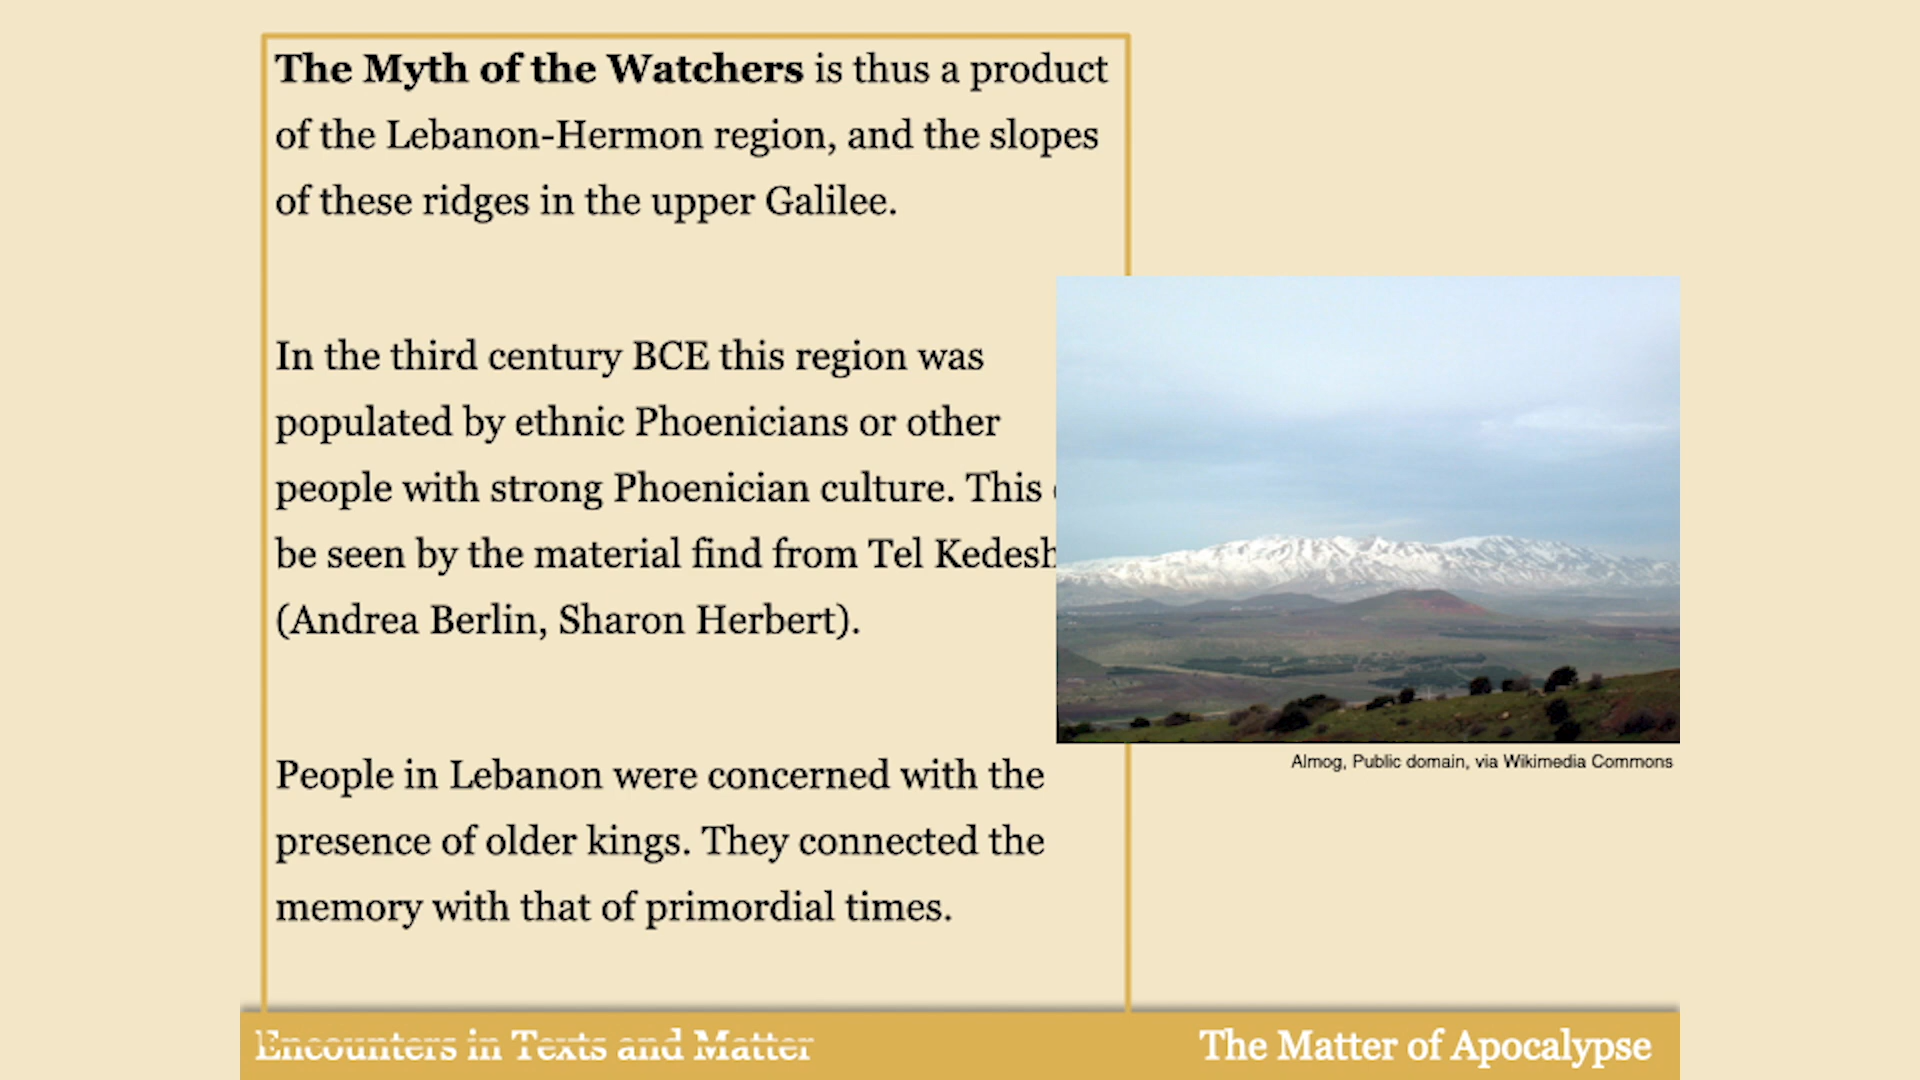 The Myth of the Watchers is thus a product
of the Lebanon-Hermon region, and the slopes
of these ridges in the upper Galilee.
In the third century BCE this region was
populated by ethnic Phoenicians or other
people with strong Phoenician culture. This
be seen by the material find from Tel Kedesh
(Andrea Berlin, Sharon Herbert).
People in Lebanon were concerned with the
presence of older kings. They connected the
memory with that of primordial times.
Almog, Public domain, via Wikimedia Commons
Encounters in Texts and Matter
The Matter of Apocalypse